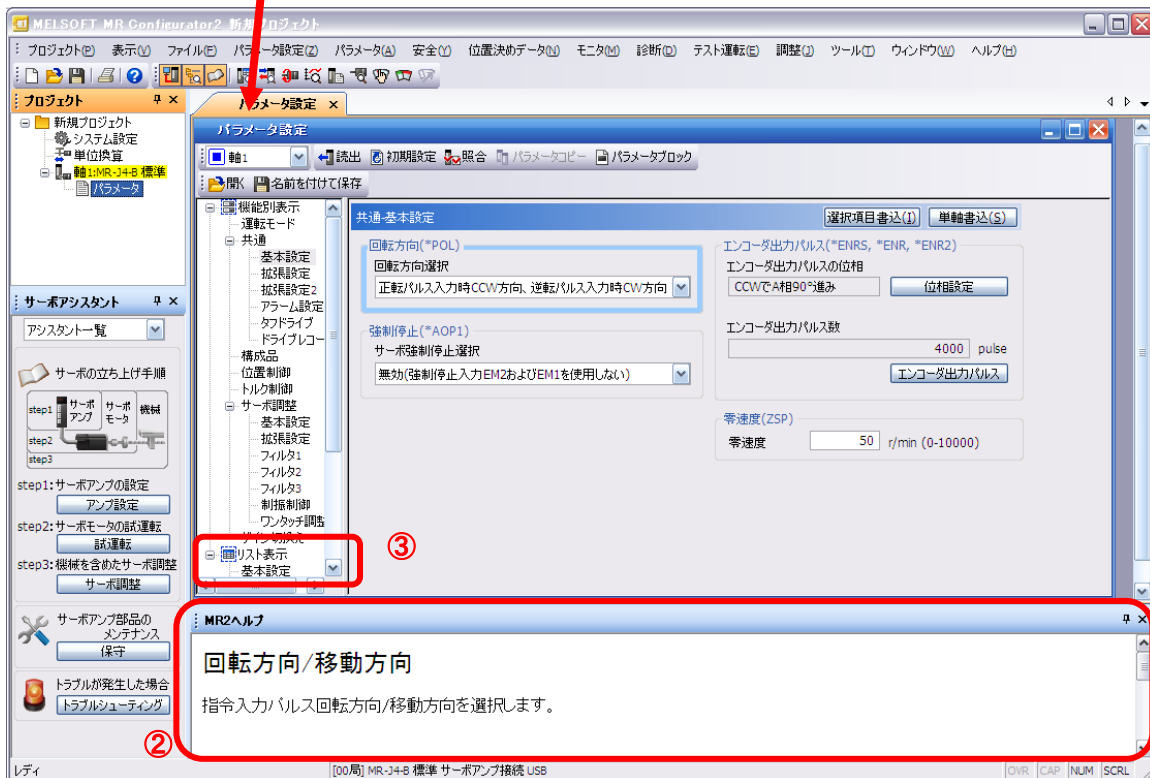 MELSOFT MR Configurator2 新規プロジェクト
プロジェクト(P) 表示(V) ファイル(F) パラメータ設定(Z) パラメータ(A) 安全(Y) 位置決めデータ(N) モニタ(M) 診断(D) テスト運転(E) 調整(J) ツール(T) ウィンドウ(W) ヘルプ(H)
プロジェクト
新規プロジェクト
システム設定
単位換算
軸1:MR-J4-B 標準
パラメータ
サーボアシスタント
アシスタント一覧
サーボの立ち上げ手順
step1 サーボアンプ サーボモータ 機械
step2
step3
step1:サーボアンプの設定
アンプ設定
step2:サーボモータの試運転
試運転
step3:機械を含めたサーボ調整
サーボ調整
サーボアンプ部品の
メンテナンス
保守
トラブルが発生した場合
トラブルシューティング
②
パラメータ設定
パラメータ設定
軸1 読出 初期設定 照合 パラメータコピー パラメータブロック
開く 名前を付けて保存
機能別表示
運転モード
共通
基本設定
拡張設定
拡張設定2
アラーム設定
タフドライブ
ドライブレコー
構成品
位置制御
トルク制御
サーボ調整
基本設定
拡張設定
フィルタ1
フィルタ2
フィルタ3
制振制御
ワンタッチ調整
リスト表示
基本設定
③
共通-基本設定
選択項目書込(I) 単軸書込(S)
回転方向(*POL)
回転方向選択
正転パルス入力時CCW方向、逆転パルス入力時CW方向
強制停止(*AOP1)
サーボ強制停止選択
無効(強制停止入力EM2およびEM1を使用しない)
エンコーダ出力パルス(*ENRS, *ENR, *ENR2)
エンコーダ出力パルスの位相
CCWでA相90°進み 位相設定
エンコーダ出力パルス数
4000 pulse
エンコーダ出力パルス
零速度(ZSP)
零速度 50 r/min (0-10000)
MR2ヘルプ
回転方向/移動方向
指令入力パルス回転方向/移動方向を選択します。
レディ [00局] MR-J4-B 標準 サーボアンプ接続 USB OVR CAP NUM SCRL